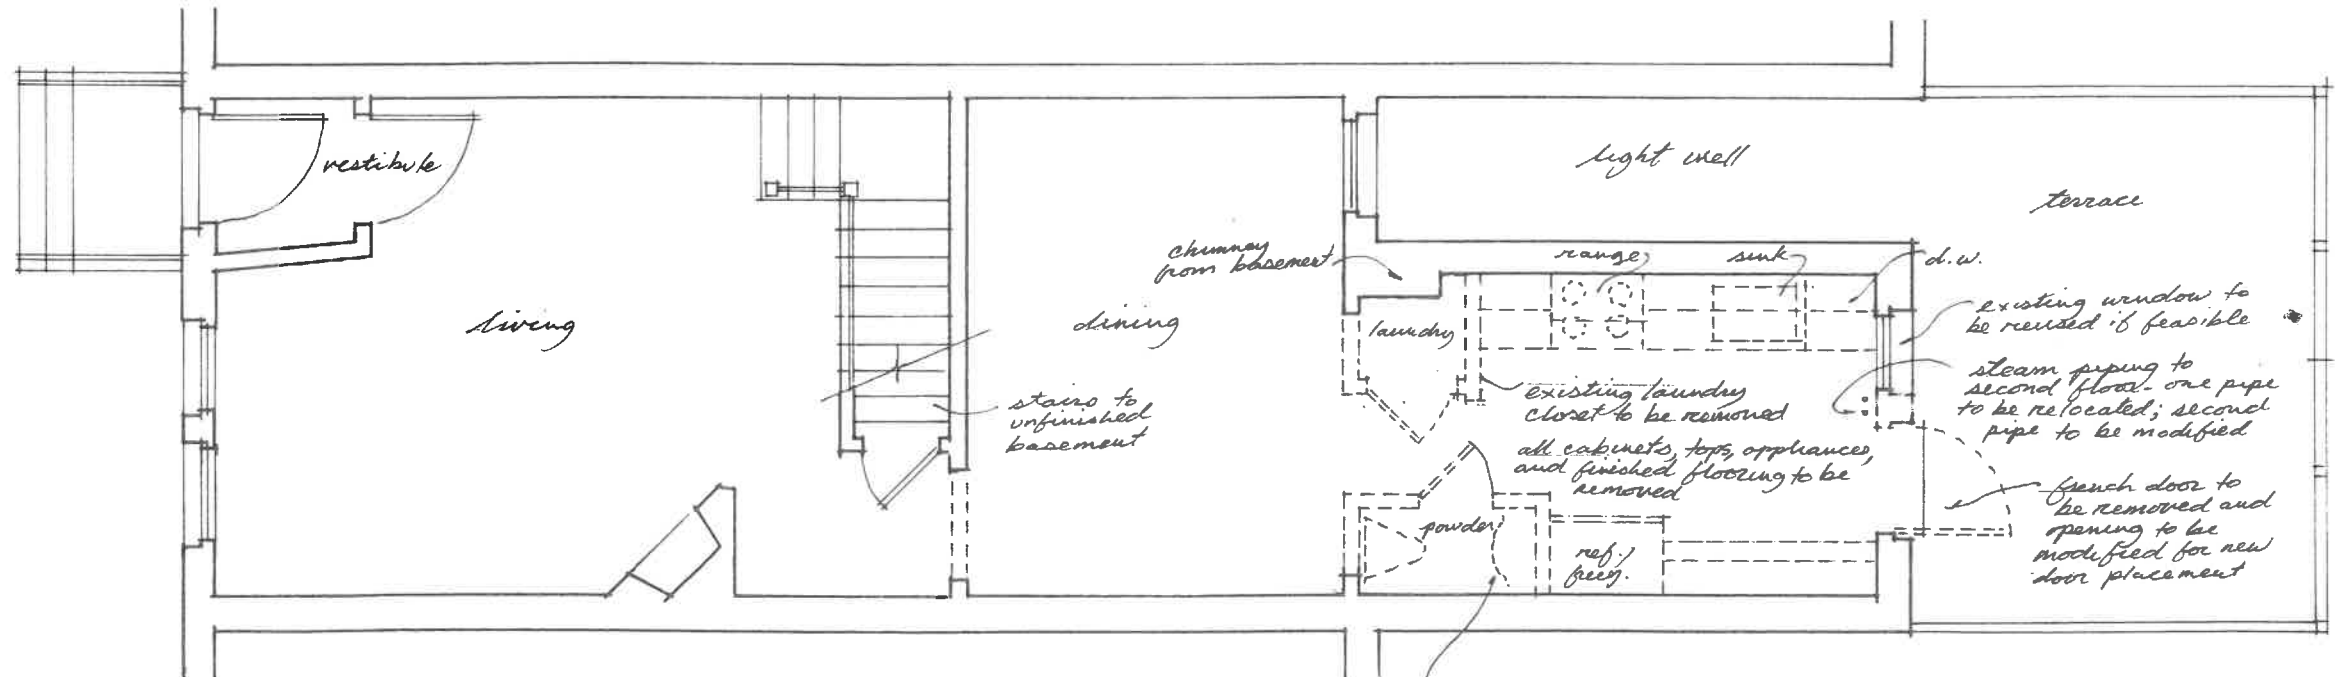 vestibule
living
stairs to
unfinished
basement
dining
chimney
from basement
light well
terrace
range
sink
d.w.
laundry
existing laundry
closet to be removed
all cabinets, tops, appliances,
and finished flooring to be
removed
powder
ref./
freez.
existing window to
be reused if feasible
steam piping to
second floor - one pipe
to be relocated; second
pipe to be modified
french door to
be removed and
opening to be
modified for new
door placement